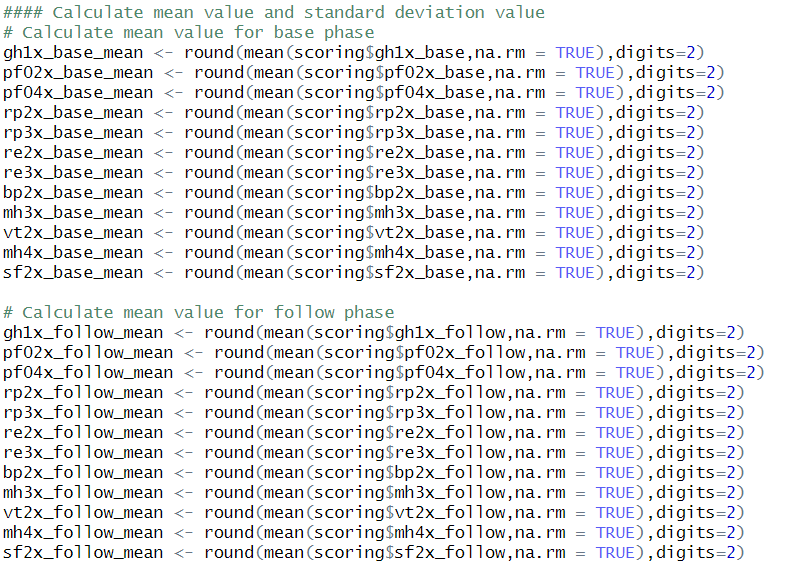 #### Calculate mean value and standard deviation value
# Calculate mean value for base phase
gh1x_base_mean <- round(mean(scoring$gh1x_base,na.rm = TRUE),digits=2)
pf02x_base_mean <- round(mean(scoring$pf02x_base,na.rm = TRUE),digits=2)
pf04x_base_mean <- round(mean(scoring$pf04x_base,na.rm = TRUE),digits=2)
rp2x_base_mean <- round(mean(scoring$rp2x_base,na.rm = TRUE),digits=2)
rp3x_base_mean <- round(mean(scoring$rp3x_base,na.rm = TRUE),digits=2)
re2x_base_mean <- round(mean(scoring$re2x_base,na.rm = TRUE),digits=2)
re3x_base_mean <- round(mean(scoring$re3x_base,na.rm = TRUE),digits=2)
bp2x_base_mean <- round(mean(scoring$bp2x_base,na.rm = TRUE),digits=2)
mh3x_base_mean <- round(mean(scoring$mh3x_base,na.rm = TRUE),digits=2)
vt2x_base_mean <- round(mean(scoring$vt2x_base,na.rm = TRUE),digits=2)
mh4x_base_mean <- round(mean(scoring$mh4x_base,na.rm = TRUE),digits=2)
sf2x_base_mean <- round(mean(scoring$sf2x_base,na.rm = TRUE),digits=2)
# Calculate mean value for follow phase
gh1x_follow_mean <- round(mean(scoring$gh1x_follow,na.rm = TRUE),digits=2)
pf02x_follow_mean <- round(mean(scoring$pf02x_follow,na.rm = TRUE),digits=2)
pf04x_follow_mean <- round(mean(scoring$pf04x_follow,na.rm = TRUE),digits=2)
rp2x_follow_mean <- round(mean(scoring$rp2x_follow,na.rm = TRUE),digits=2)
rp3x_follow_mean <- round(mean(scoring$rp3x_follow,na.rm = TRUE),digits=2)
re2x_follow_mean <- round(mean(scoring$re2x_follow,na.rm = TRUE),digits=2)
re3x_follow_mean <- round(mean(scoring$re3x_follow,na.rm = TRUE),digits=2)
bp2x_follow_mean <- round(mean(scoring$bp2x_follow,na.rm = TRUE),digits=2)
mh3x_follow_mean <- round(mean(scoring$mh3x_follow,na.rm = TRUE),digits=2)
vt2x_follow_mean <- round(mean(scoring$vt2x_follow,na.rm = TRUE),digits=2)
mh4x_follow_mean <- round(mean(scoring$mh4x_follow,na.rm = TRUE),digits=2)
sf2x_follow_mean <- round(mean(scoring$sf2x_follow,na.rm = TRUE),digits=2)